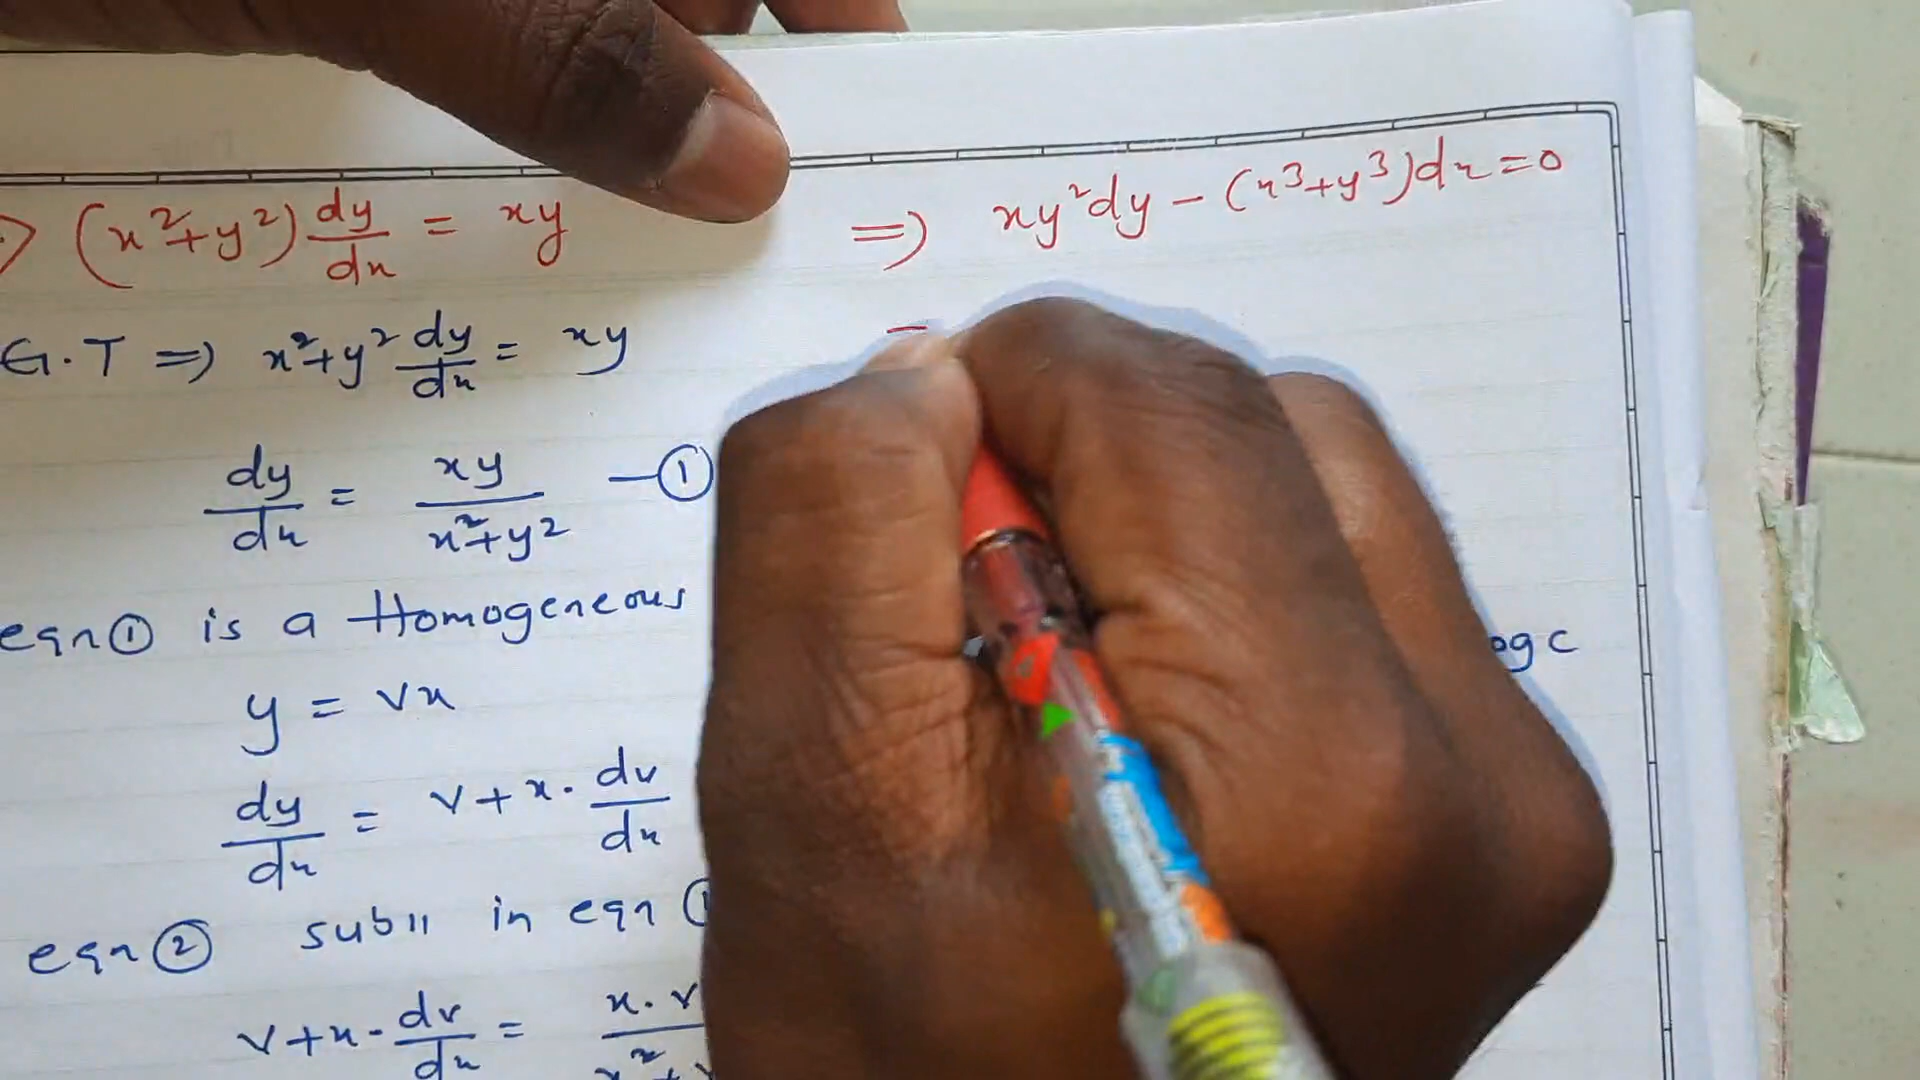 (x²+y²) dy/dx = xy
G.T ⇒ x²+y² dy/dx = xy
dy/dx = xy/x²+y² —①
eqn① is a Homogeneous
y = vx
dy/dx = v+x. dv/dx
eqn② sub11 in eqn
v+x. dv/dx =
⇒) xy²dy - (x³+y³)dx=0